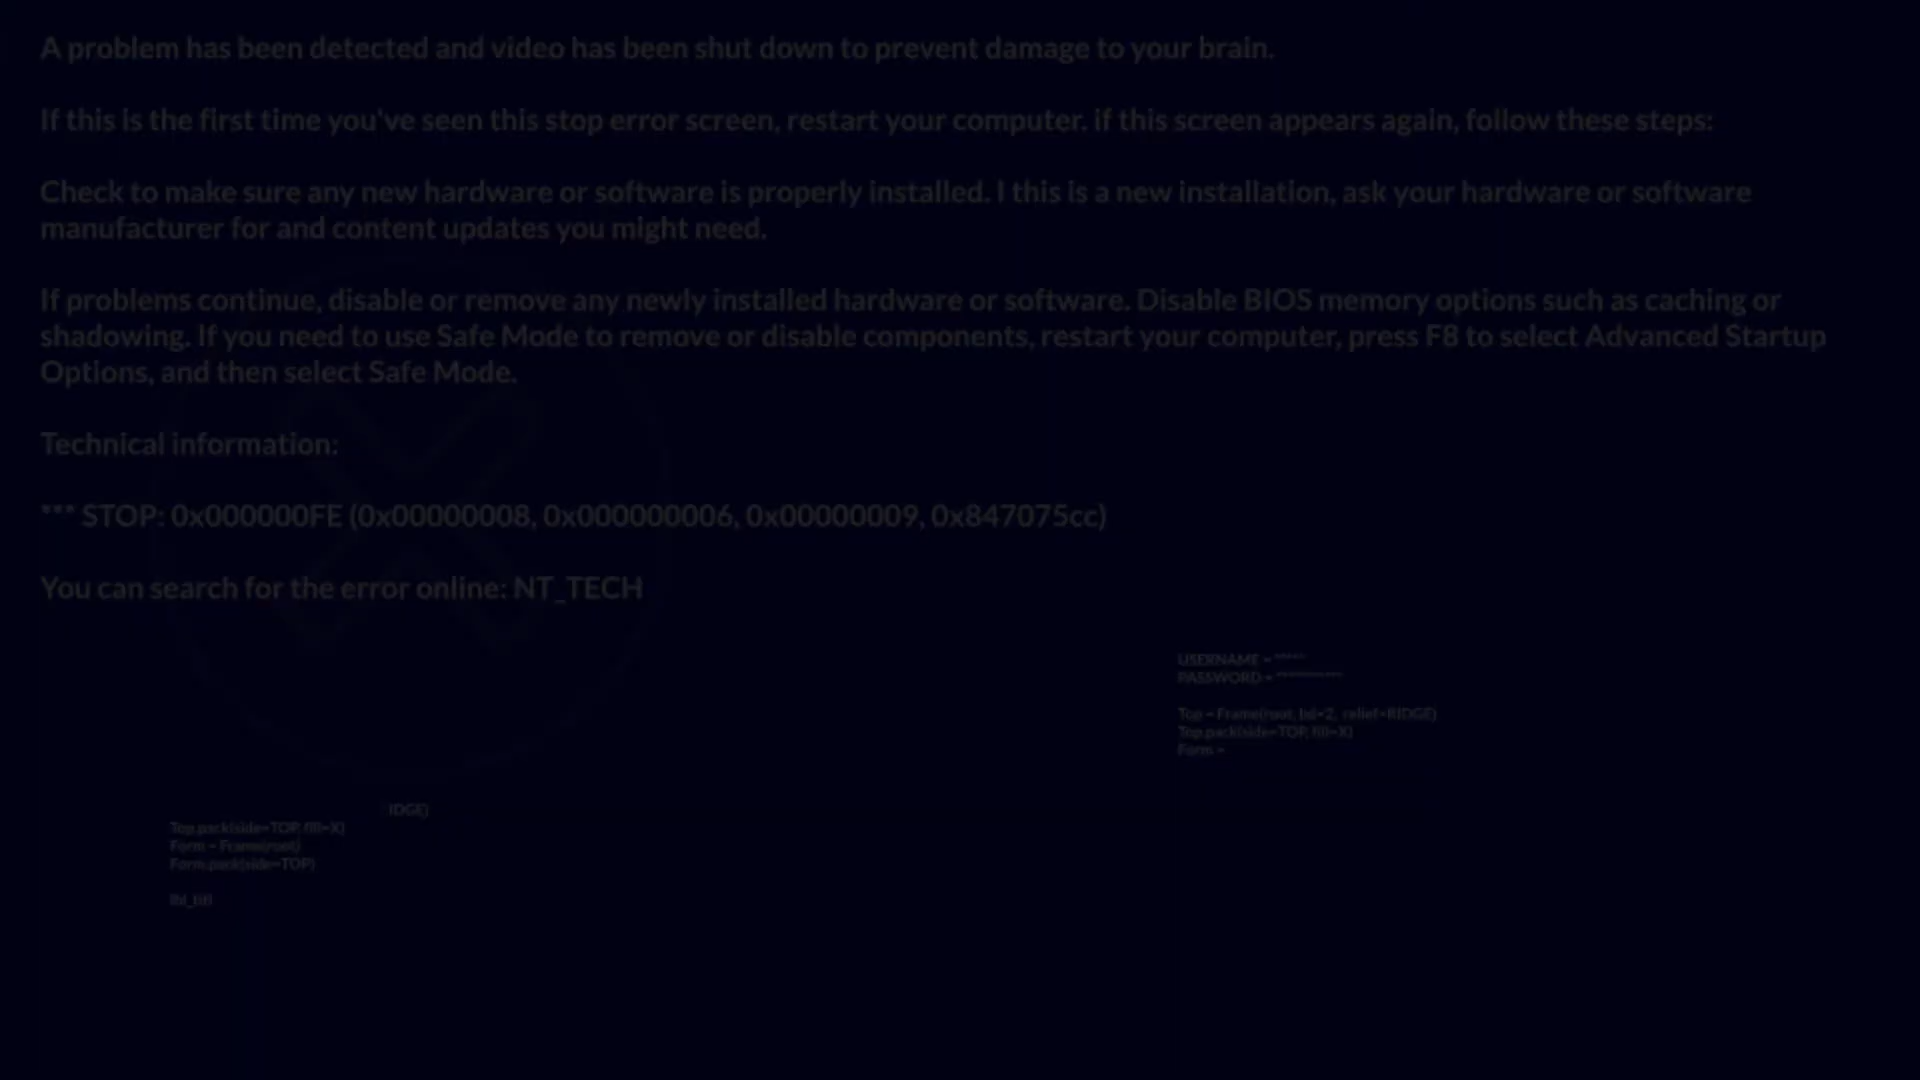 A problem has been detected and video has been shut down to prevent damage to your brain.
If this is the first time you've seen this stop error screen, restart your computer. if this screen appears again, follow these steps:
Check to make sure any new hardware or software is properly installed. I this is a new installation, ask your hardware or software
manufacturer for and content updates you might need.
If problems continue, disable or remove any newly installed hardware or software. Disable BIOS memory options such as caching or
shadowing. If you need to use Safe Mode to remove or disable components, restart your computer, press F8 to select Advanced Startup
Options, and then select Safe Mode.
Technical information:
*** STOP: 0x000000FE (0x00000008, 0x000000006, 0x00000009, 0x847075cc)
You can search for the error online: NT_TECH
USERNAME = 
PASSWORD = 
Top = Frame(root, bd=2, relief=RIDGE)
Top.pack(side=TOP, fill=X)
Form =
IDGE)
Top.pack(side=TOP, fill=X)
Form = Frame(root)
Form.pack(side=TOP)
lbl_titl